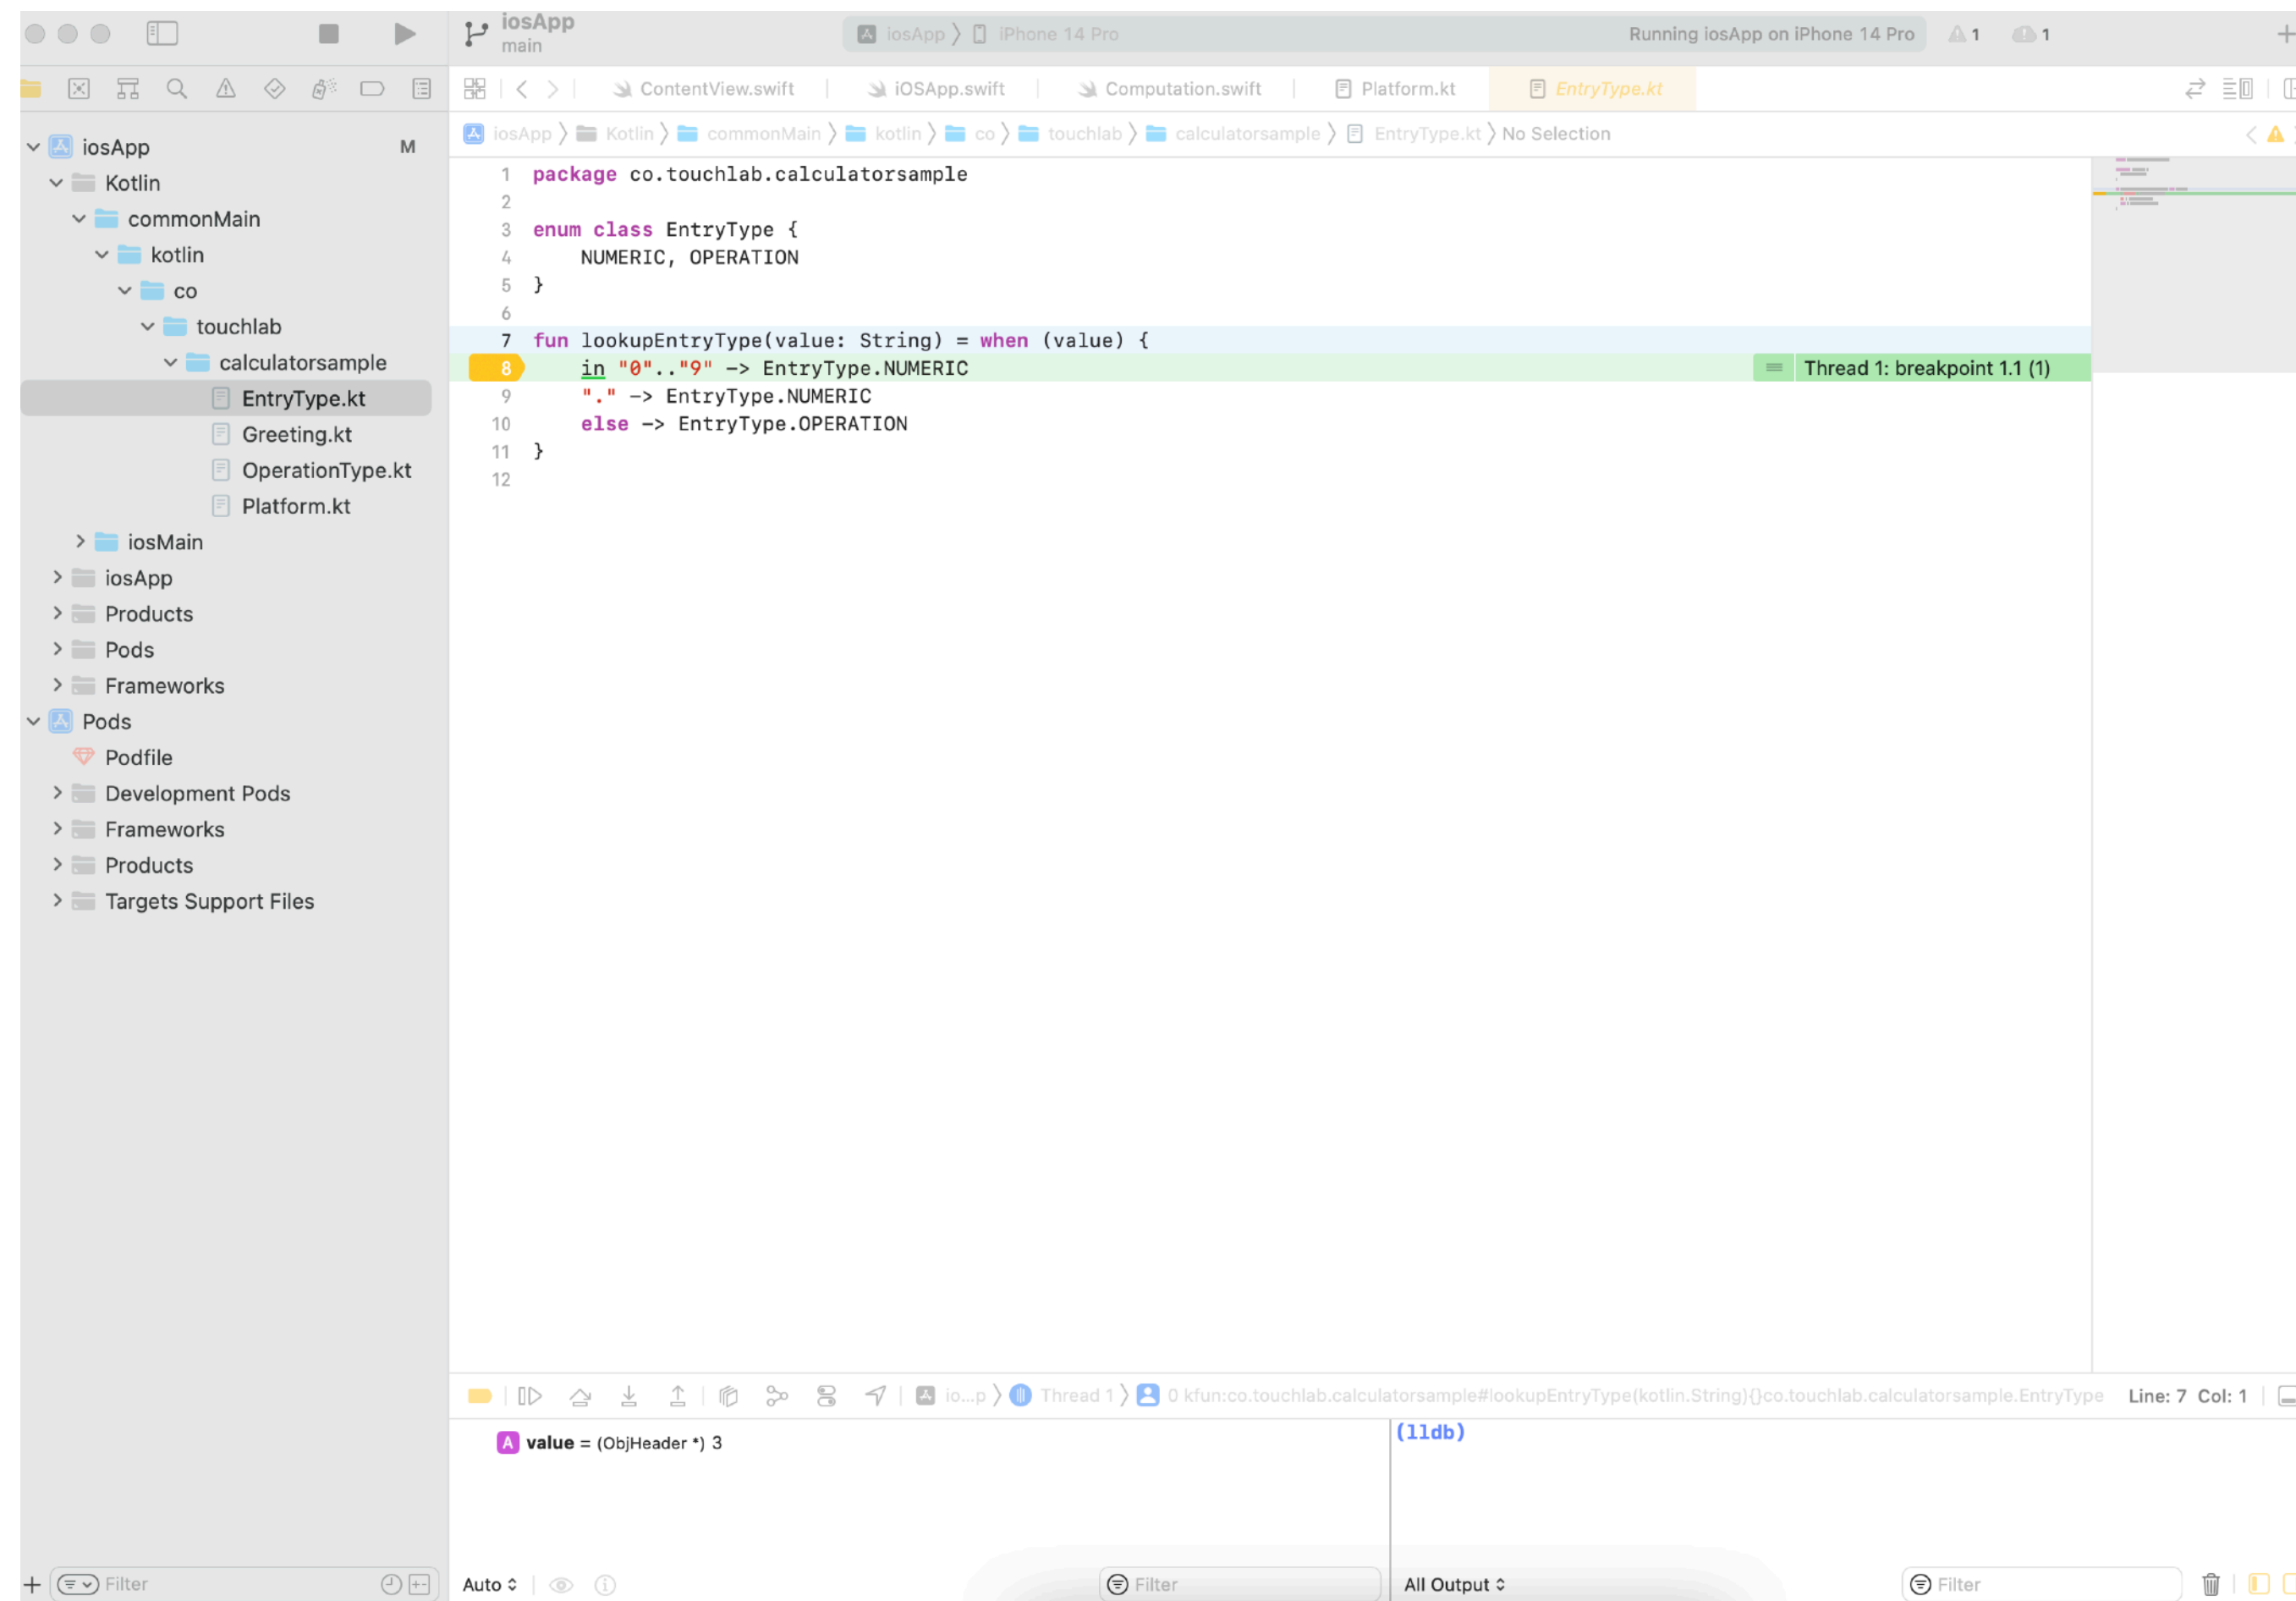 iosApp
main
iosApp iPhone 14 Pro
Running iosApp on iPhone 14 Pro
1
1
ContentView.swift
iOSApp.swift
Computation.swift
Platform.kt
EntryType.kt
iosApp Kotlin commonMain kotlin co touchlab calculatorsample EntryType.kt No Selection
iosApp M
Kotlin
commonMain
kotlin
co
touchlab
calculatorsample
EntryType.kt
Greeting.kt
OperationType.kt
Platform.kt
iosMain
iosApp
Products
Pods
Frameworks
Pods
Podfile
Development Pods
Frameworks
Products
Targets Support Files
Filter
1 package co.touchlab.calculatorsample
2
3 enum class EntryType {
4 NUMERIC, OPERATION
5 }
6
7 fun lookupEntryType(value: String) = when (value) {
8 in "0".."9" -> EntryType.NUMERIC
Thread 1: breakpoint 1.1 (1)
9 "." -> EntryType.NUMERIC
10 else -> EntryType.OPERATION
11 }
12
io...p Thread 1 0 kfun:co.touchlab.calculatorsample#lookupEntryType(kotlin.String){}co.touchlab.calculatorsample.EntryType
Line: 7 Col: 1
A value = (ObjHeader *) 3
(lldb)
Auto
Filter
All Output
Filter